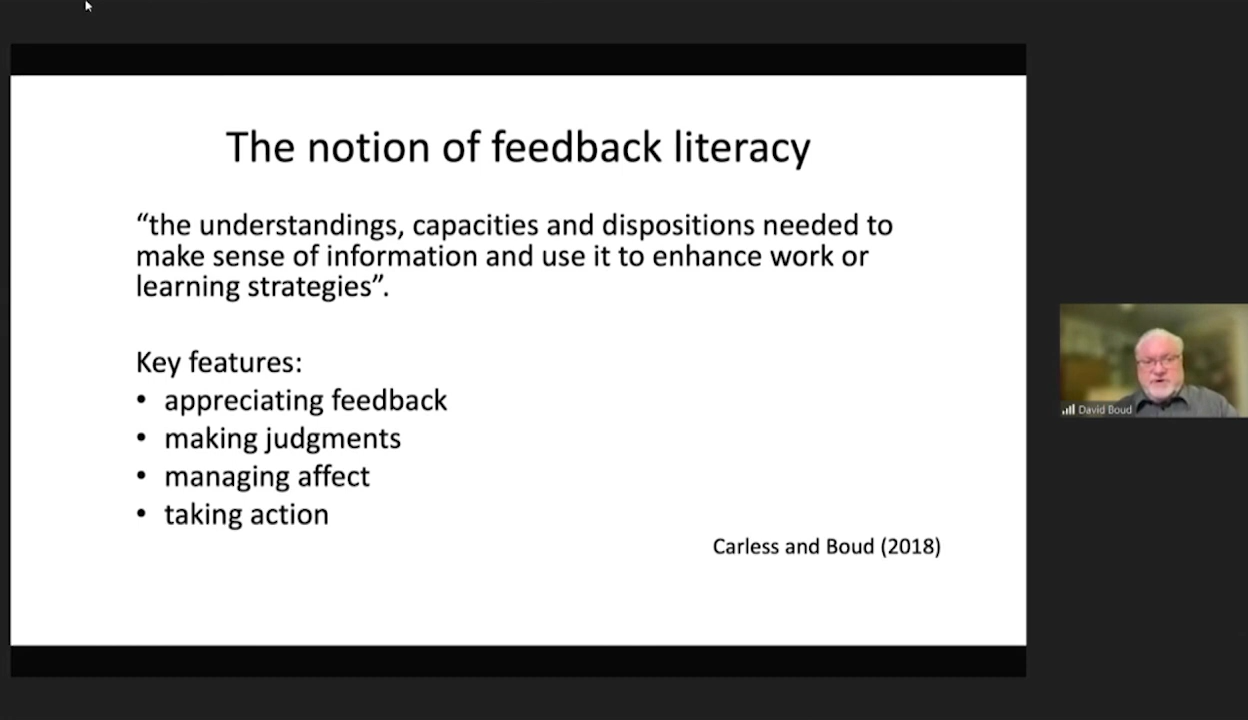 The notion of feedback literacy
“the understandings, capacities and dispositions needed to
make sense of information and use it to enhance work or
learning strategies”.
Key features:
• appreciating feedback
• making judgments
• managing affect
• taking action
Carless and Boud (2018)
David Boud